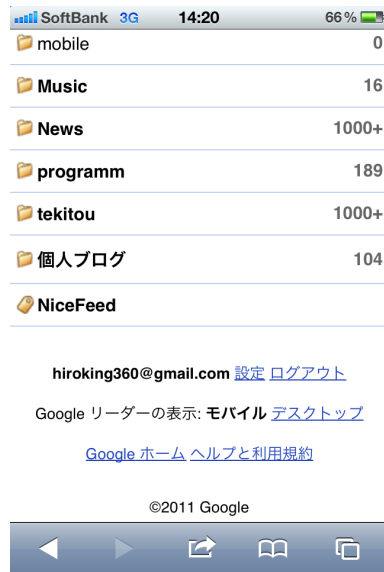 SoftBank 3G 14:20 66%
mobile 0
Music 16
News 1000+
programm 189
tekitou 1000+
個人ブログ 104
NiceFeed
hiroking360@gmail.com 設定 ログアウト
Google リーダーの表示: モバイル デスクトップ
Google ホーム ヘルプと利用規約
©2011 Google